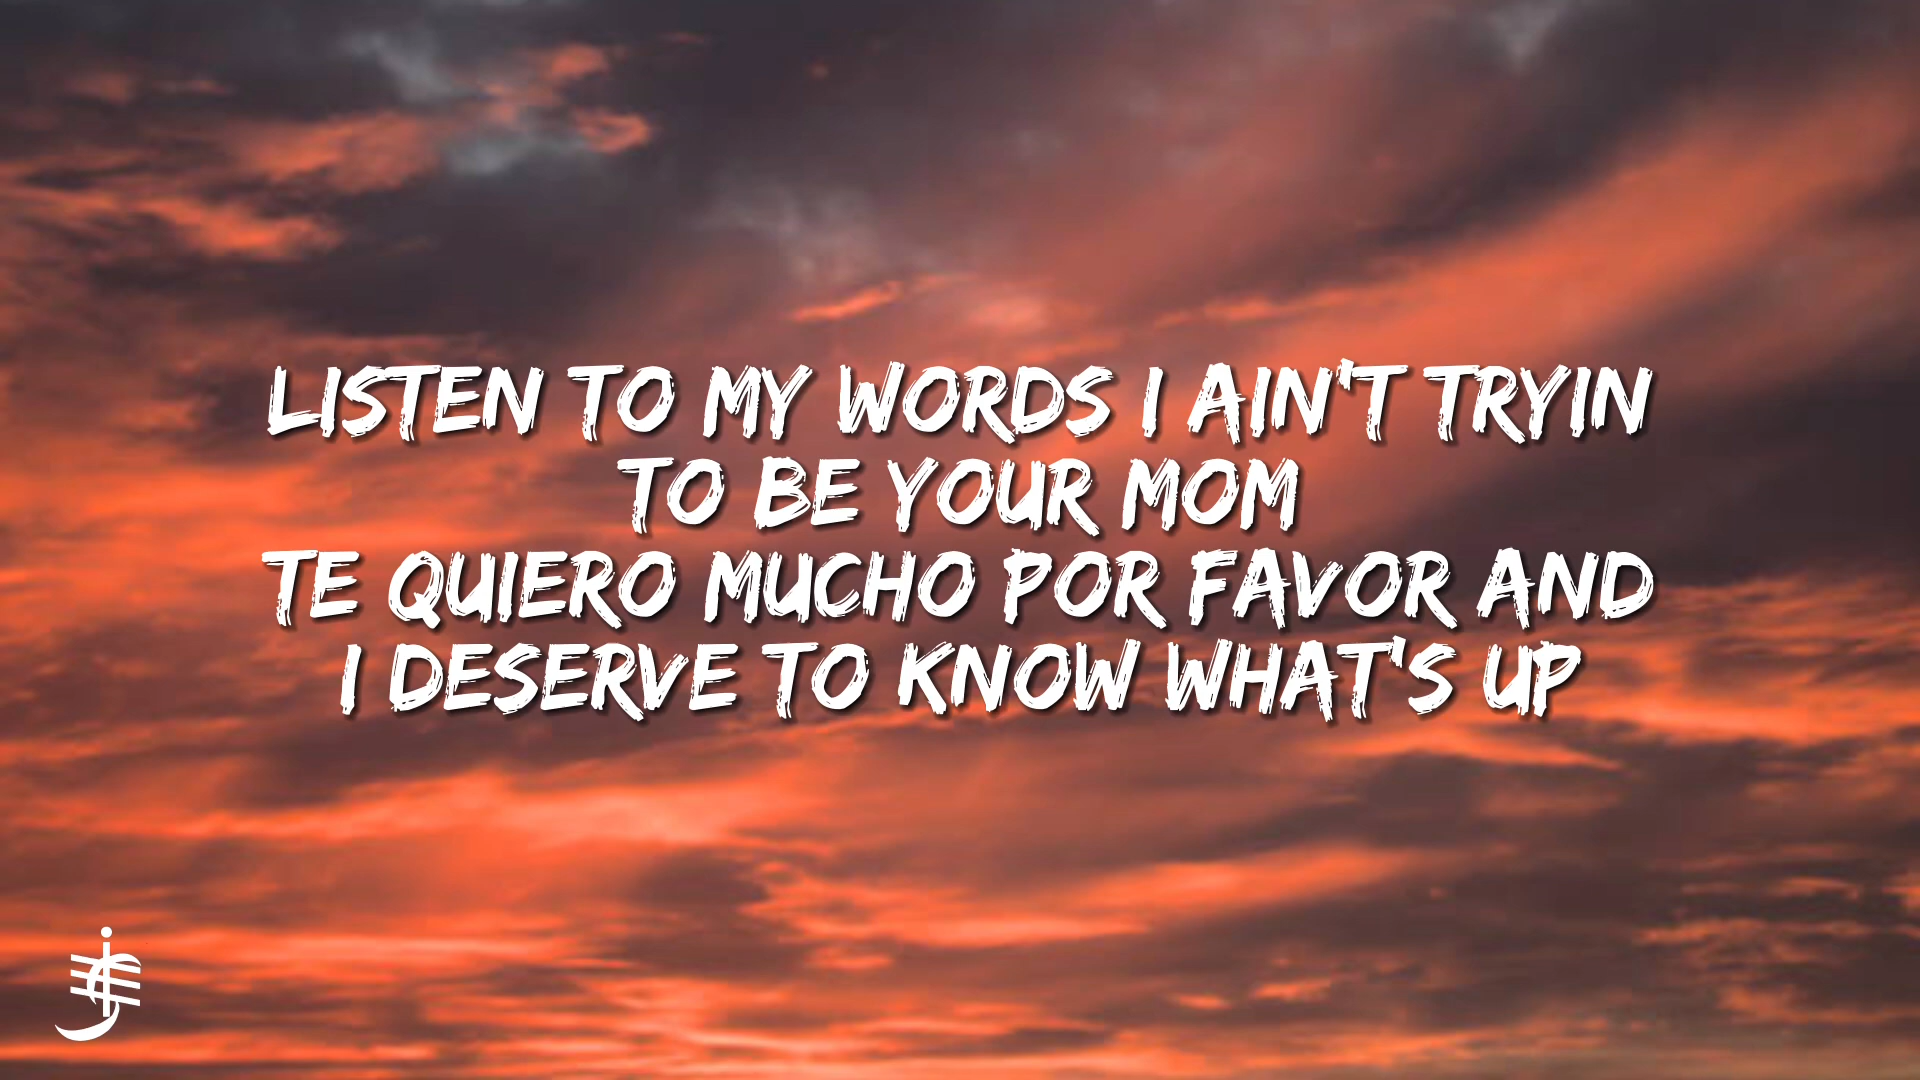 LISTEN TO MY WORDS I AIN'T TRYIN
TO BE YOUR MOM
TE QUIERO MUCHO POR FAVOR AND
I DESERVE TO KNOW WHAT'S UP